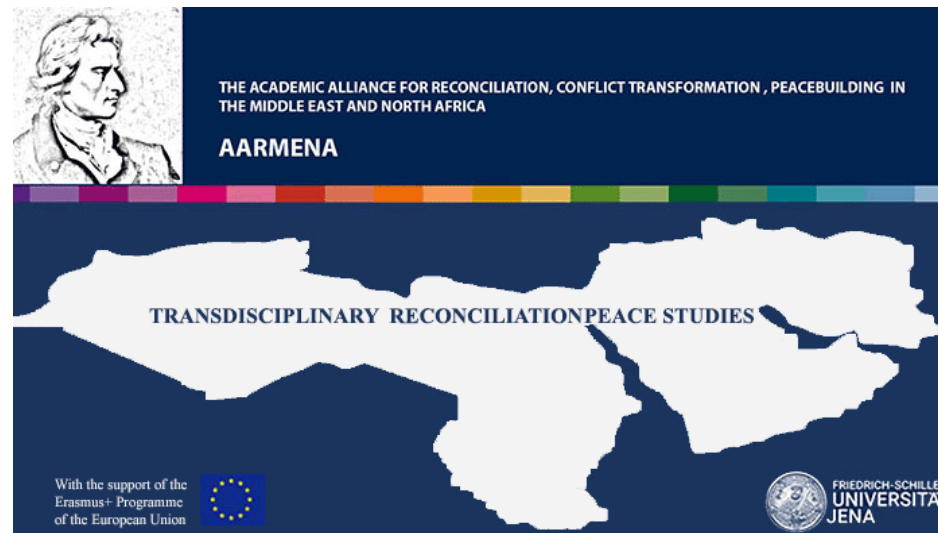 THE ACADEMIC ALLIANCE FOR RECONCILIATION, CONFLICT TRANSFORMATION , PEACEBUILDING IN
THE MIDDLE EAST AND NORTH AFRICA
AARMENA
TRANSDISCIPLINARY RECONCILIATIONPEACE STUDIES
With the support of the
Erasmus+ Programme
of the European Union
FRIEDRICH-SCHILLE
UNIVERSITÄ
JENA